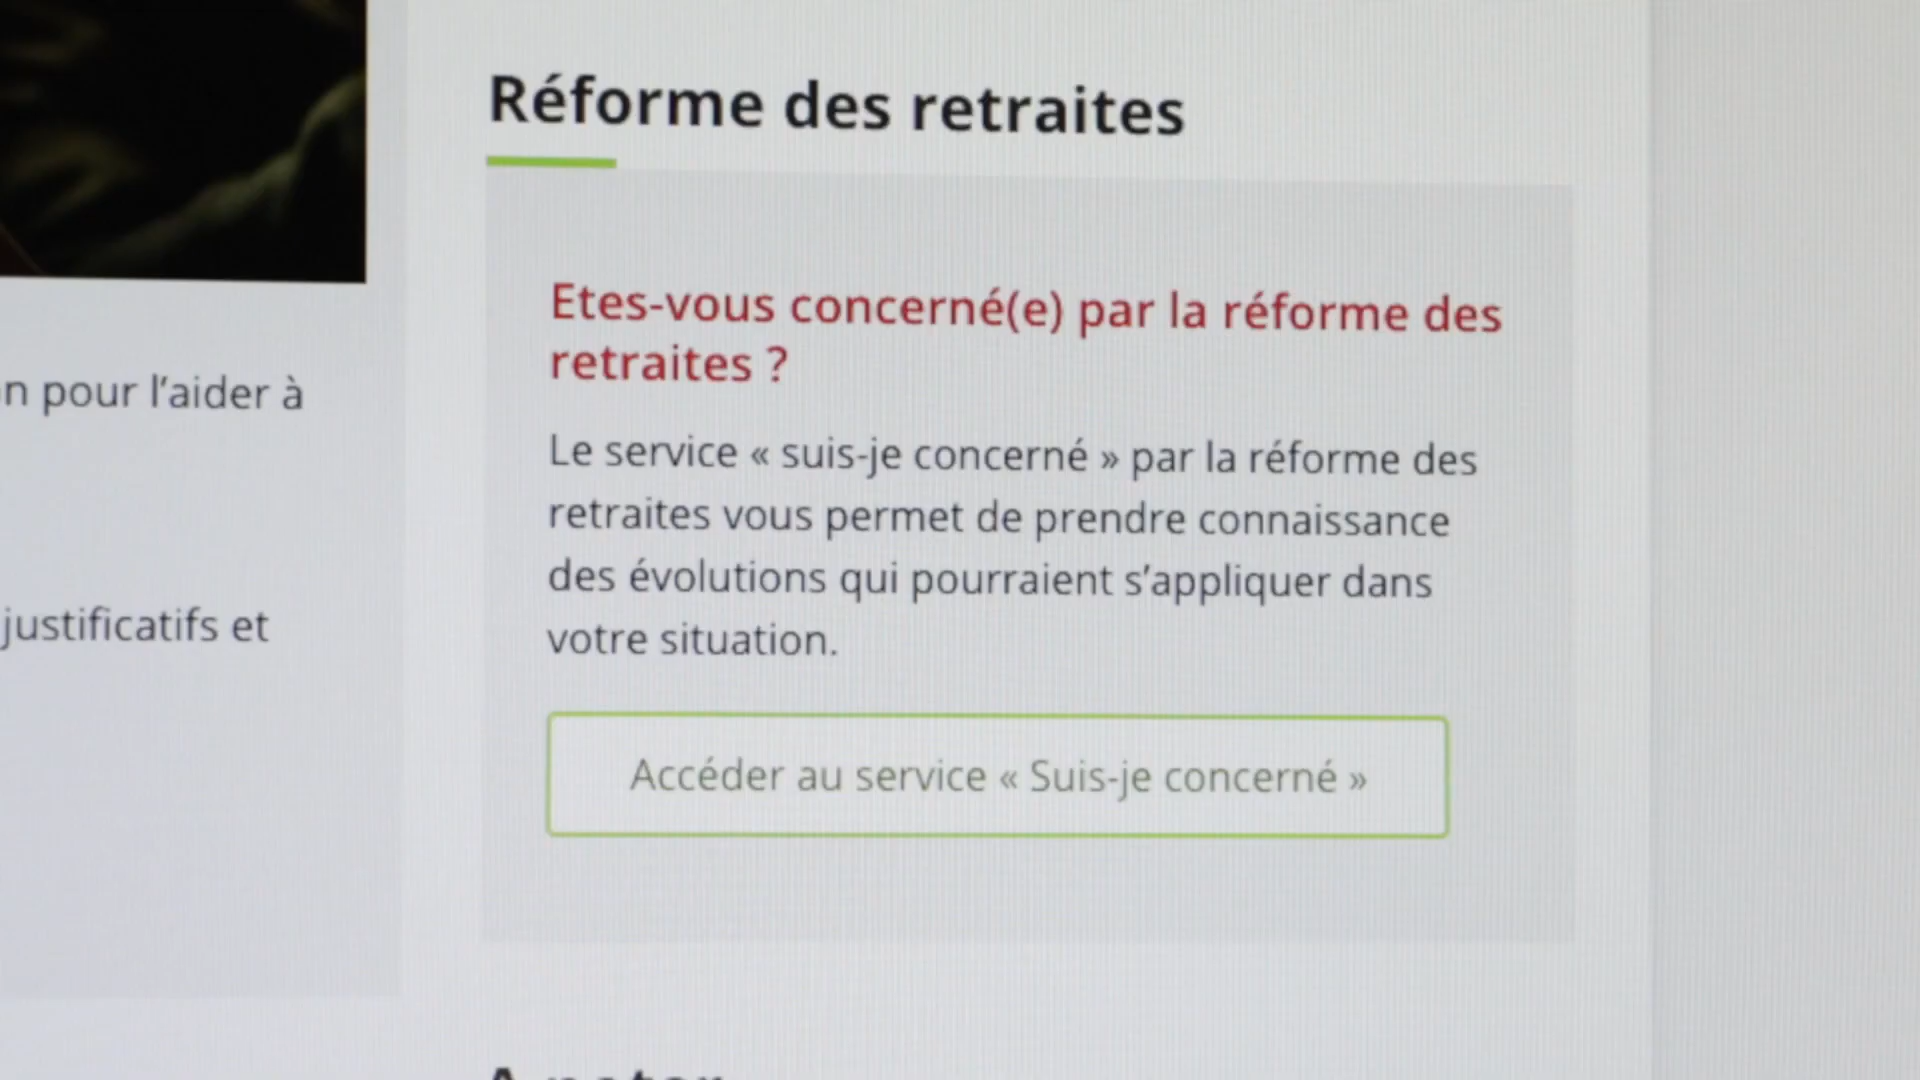 Réforme des retraites
Etes-vous concerné(e) par la réforme des
retraites ?
Le service « suis-je concerné » par la réforme des
retraites vous permet de prendre connaissance
des évolutions qui pourraient s’appliquer dans
votre situation.
Accéder au service « Suis-je concerné »
pour l’aider à
justificatifs et